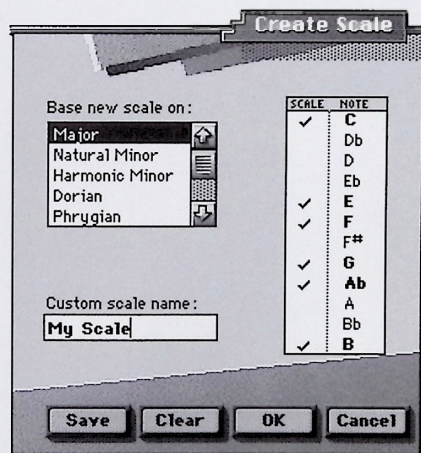 Create Scale
Base new scale on:
Major
Natural Minor
Harmonic Minor
Dorian
Phrygian
Custom scale name:
My Scale
SCALE NOTE
✓ C
Db
D
Eb
✓ E
✓ F
F#
✓ G
✓ Ab
A
Bb
✓ B
Save Clear OK Cancel